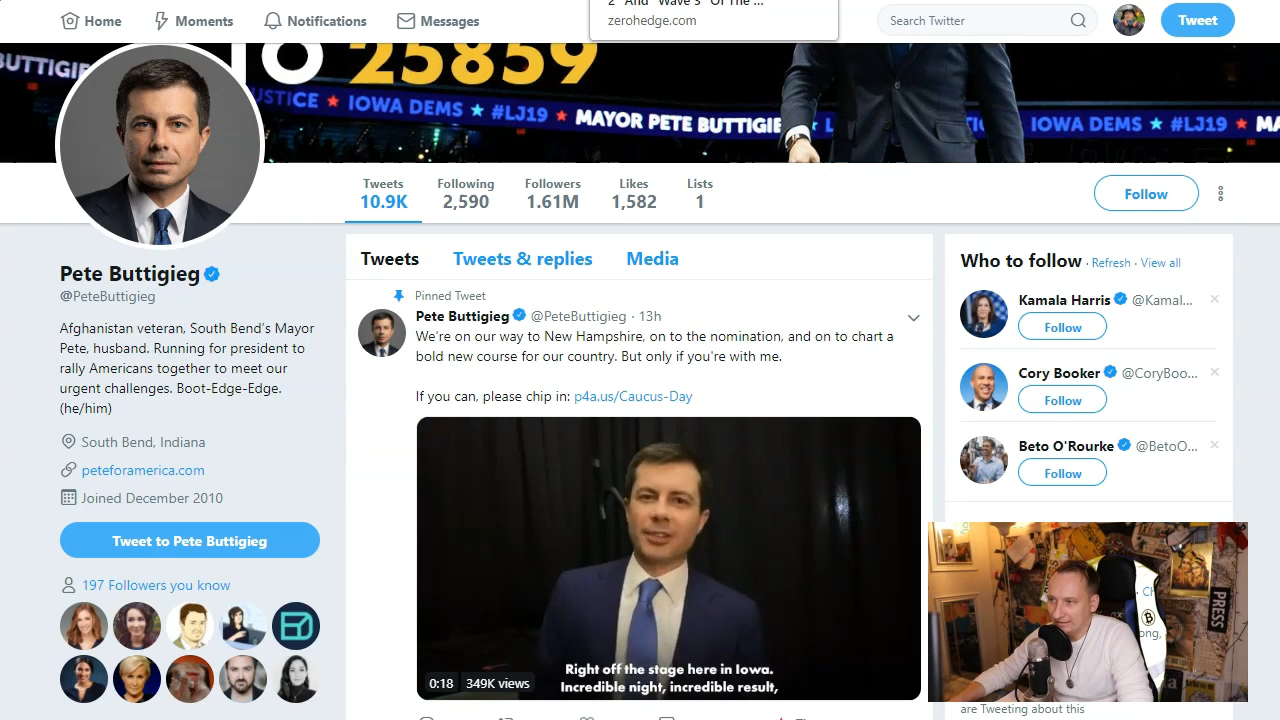 Home
Moments
Notifications
Messages
2" And "Wave 3" Of The ...
zerohedge.com
Search Twitter
Tweet
TO 25859
BUTTIGIE
JUSTICE ★ IOWA DEMS ★ #LJ19 ★ MAYOR PETE BUTTIGIE
IOWA DEMS ★ #LJ19 ★ MA
Tweets
10.9K
Following
2,590
Followers
1.61M
Likes
1,582
Lists
1
Follow
Pete Buttigieg
@PeteButtigieg
Afghanistan veteran, South Bend's Mayor
Pete, husband. Running for president to
rally Americans together to meet our
urgent challenges. Boot-Edge-Edge.
(he/him)
South Bend, Indiana
peteforamerica.com
Joined December 2010
Tweet to Pete Buttigieg
197 Followers you know
Tweets
Tweets & replies
Media
Pinned Tweet
Pete Buttigieg @PeteButtigieg · 13h
We're on our way to New Hampshire, on to the nomination, and on to chart a
bold new course for our country. But only if you're with me.
If you can, please chip in: p4a.us/Caucus-Day
Right off the stage here in Iowa.
Incredible night, incredible result,
0:18 349K views
Who to follow · Refresh · View all
Kamala Harris @Kamal...
Follow
Cory Booker @CoryBoo...
Follow
Beto O'Rourke @BetoO...
Follow
PRESS
are Tweeting about this